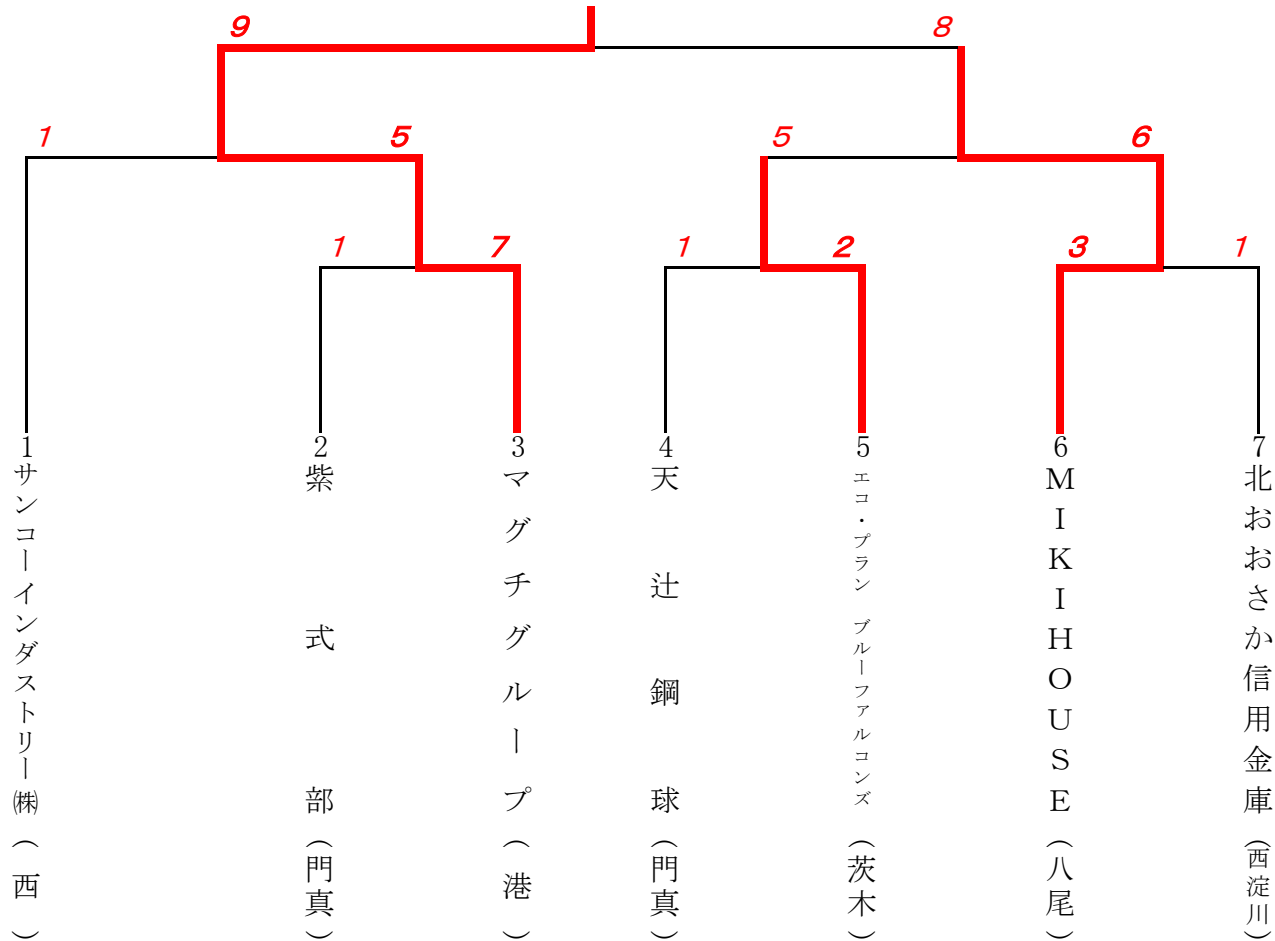 9 8
1 5 5 6
1 7 1 2 3 1
1 サンコーインダストリー㈱ (西)
2 紫式部 (門真)
3 マグチグループ (港)
4 天辻鋼球 (門真)
5 エコ・プラン ブルーファルコンズ (茨木)
6 MIKIHOUSE (八尾)
7 北おおさか信用金庫 (西淀川)